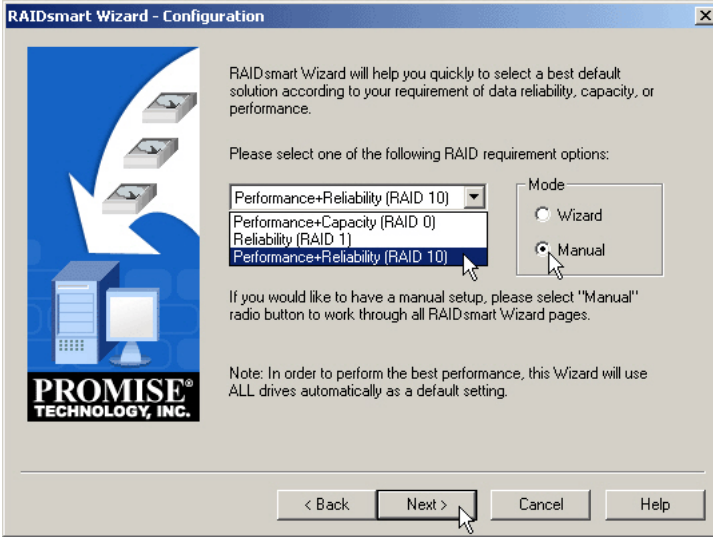 RAIDsmart Wizard - Configuration
RAIDsmart Wizard will help you quickly to select a best default
solution according to your requirement of data reliability, capacity, or
performance.
Please select one of the following RAID requirement options:
Performance+Reliability (RAID 10)
Performance+Capacity (RAID 0)
Reliability (RAID 1)
Performance+Reliability (RAID 10)
Mode
Wizard
Manual
If you would like to have a manual setup, please select "Manual"
radio button to work through all RAIDsmart Wizard pages.
Note: In order to perform the best performance, this Wizard will use
ALL drives automatically as a default setting.
PROMISE®
TECHNOLOGY, INC.
< Back
Next >
Cancel
Help